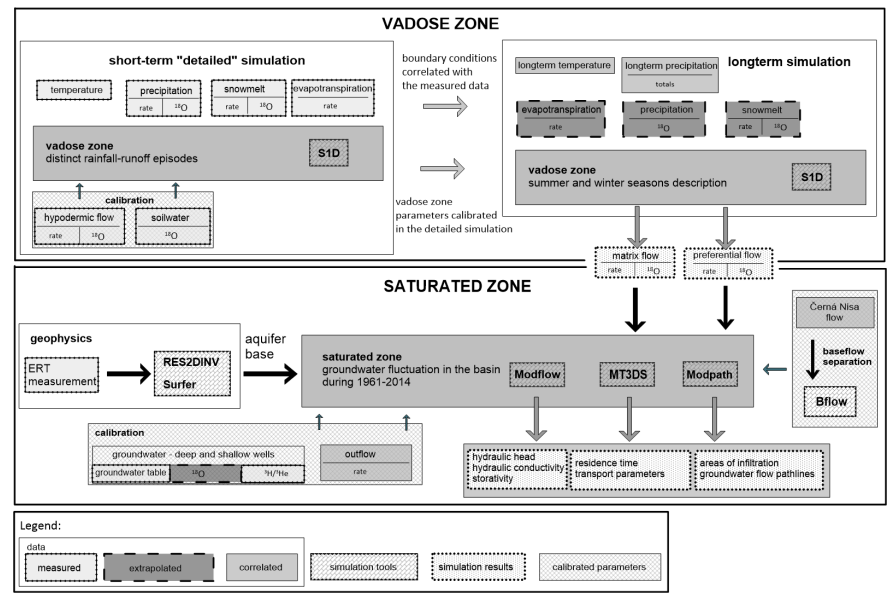 VADOSE ZONE
short-term "detailed" simulation
temperature
precipitation
rate
¹⁸O
snowmelt
rate
¹⁸O
evapotranspiration
rate
vadose zone
distinct rainfall-runoff episodes
S1D
calibration
hypodermic flow
rate
¹⁸O
soilwater
¹⁸O
boundary conditions
correlated with
the measured data
vadose zone
parameters calibrated
in the detailed simulation
longterm temperature
longterm precipitation
totals
longterm simulation
evapotranspiration
rate
precipitation
¹⁸O
snowmelt
rate
¹⁸O
vadose zone
summer and winter seasons description
S1D
matrix flow
rate
¹⁸O
preferential flow
rate
¹⁸O
SATURATED ZONE
geophysics
ERT
measurement
RES2DINV
Surfer
aquifer
base
saturated zone
groundwater fluctuation in the basin
during 1961-2014
Modflow
MT3DS
Modpath
Černá Nisa
flow
baseflow
separation
Bflow
calibration
groundwater - deep and shallow wells
groundwater table
¹⁸O
³H/³He
outflow
rate
hydraulic head
hydraulic conductivity
storativity
residence time
transport parameters
areas of infiltration
groundwater flow pathlines
Legend:
data
measured
extrapolated
correlated
simulation tools
simulation results
calibrated parameters